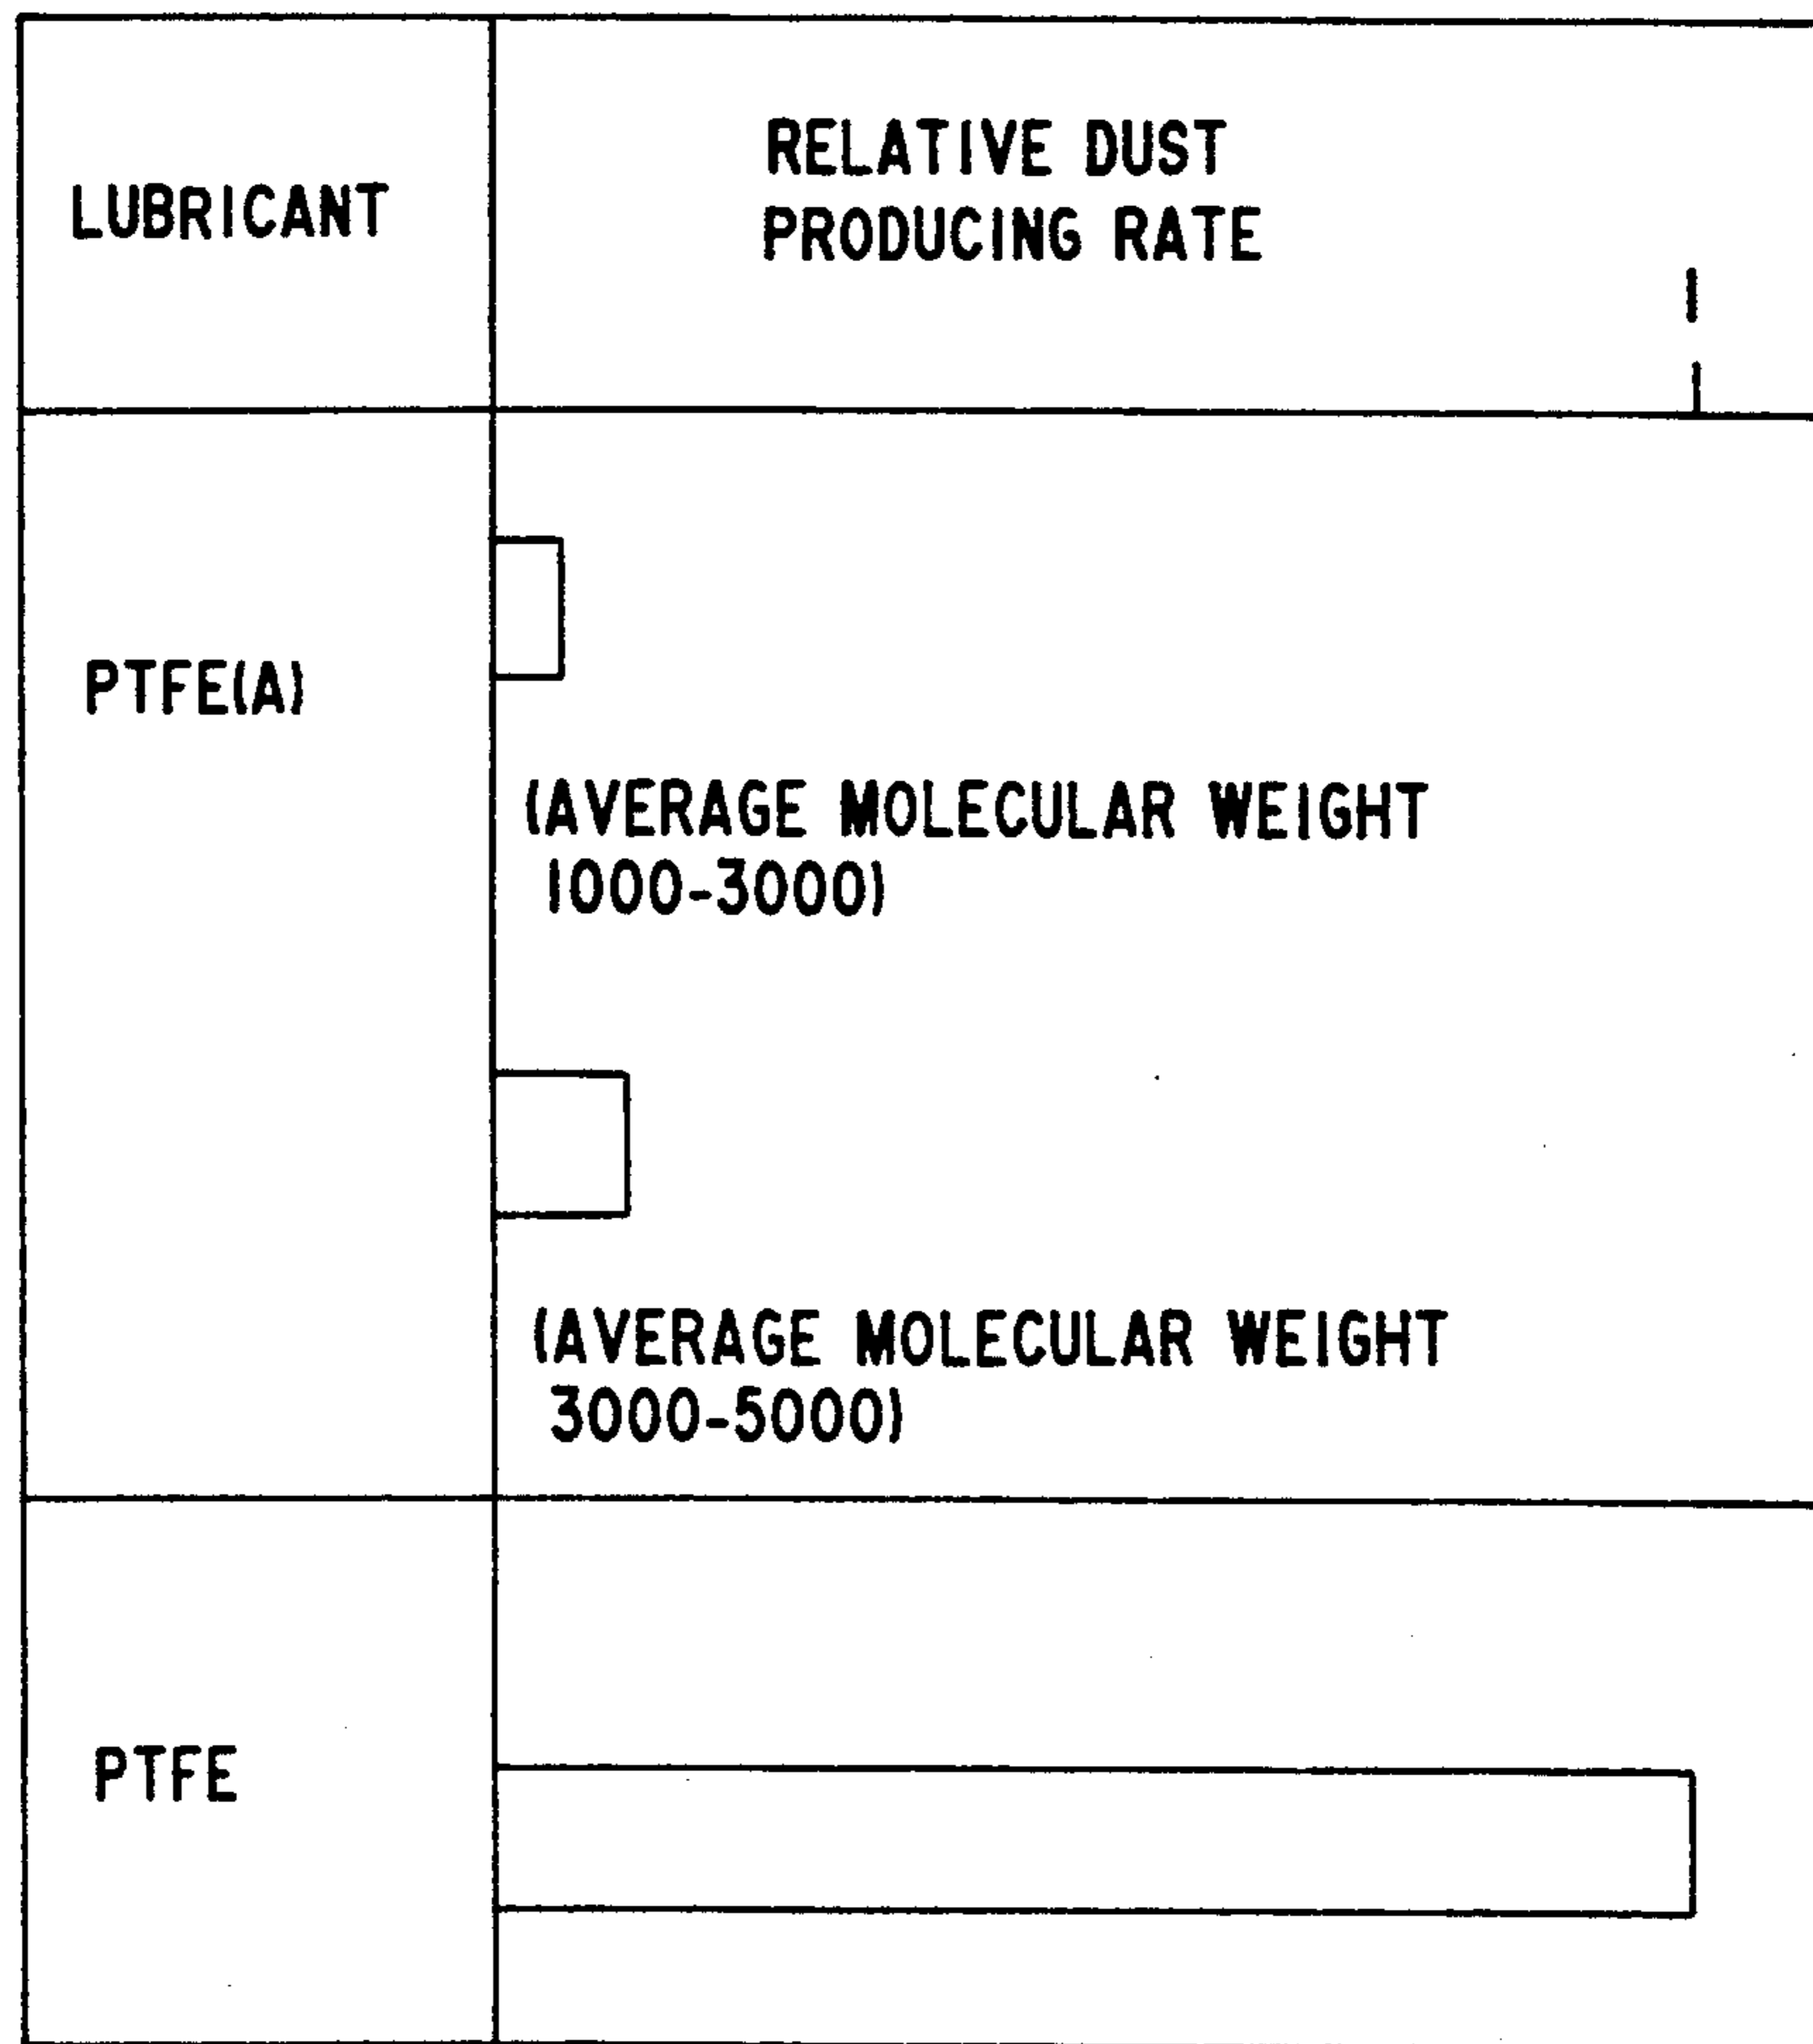 LUBRICANT
RELATIVE DUST
PRODUCING RATE
1
PTFE(A)
(AVERAGE MOLECULAR WEIGHT
1000-3000)
(AVERAGE MOLECULAR WEIGHT
3000-5000)
PTFE